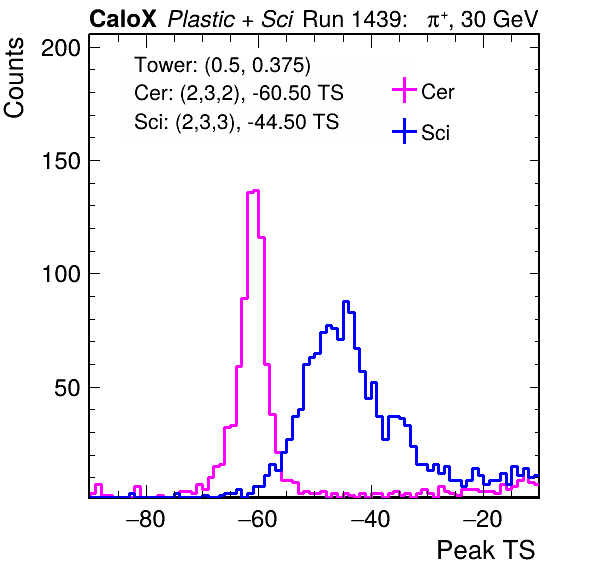 CaloX Plastic + Sci Run 1439: π⁺, 30 GeV
Counts
200
150
100
50
Tower: (0.5, 0.375)
Cer: (2,3,2), -60.50 TS
Sci: (2,3,3), -44.50 TS
Cer
Sci
−80 −60 −40 −20
Peak TS